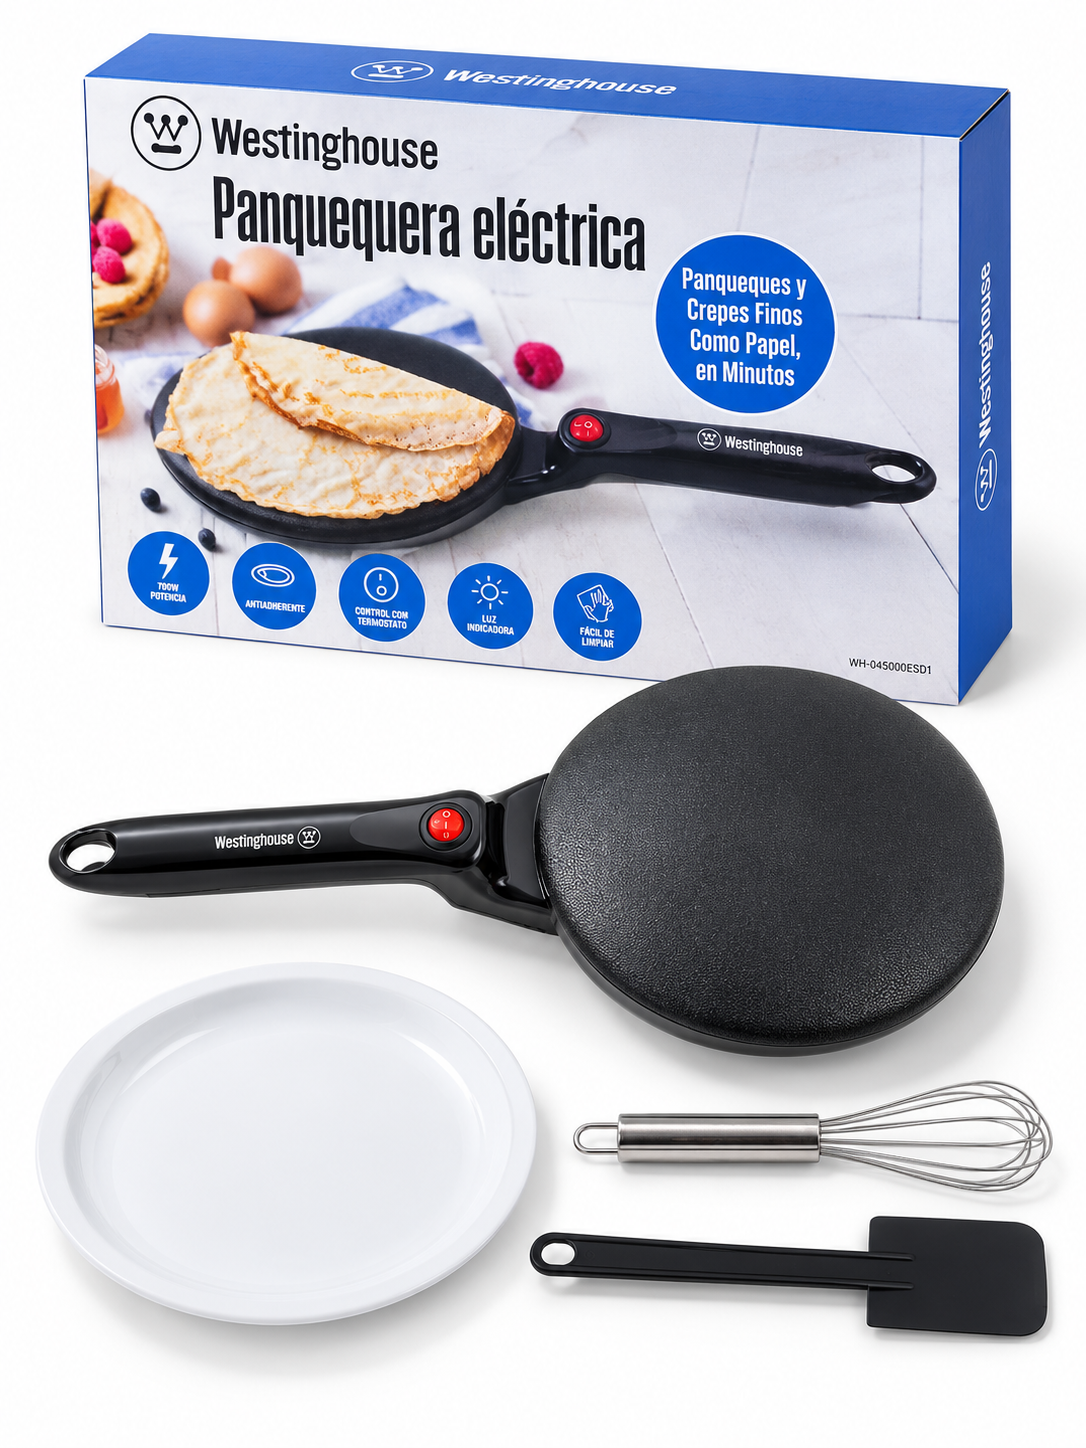 Westinghouse
Westinghouse
Panquequera eléctrica
Panqueques y
Crepes Finos
Como Papel,
en Minutos
Westinghouse
Westinghouse
700W
POTENCIA
ANTIADHERENTE
CONTROL COM
TERMOSTATO
LUZ
INDICADORA
FÁCIL DE
LIMPIAR
WH-045000ESD1
Westinghouse